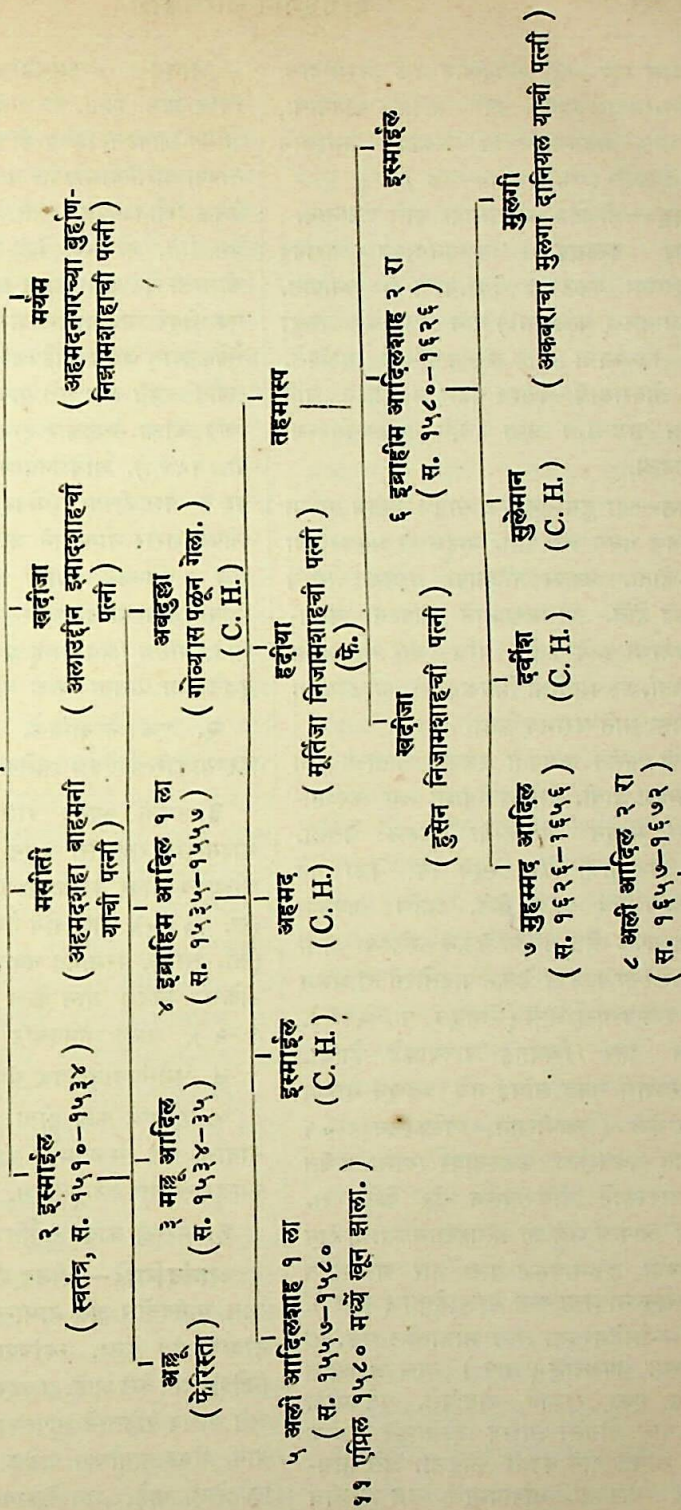 २ इस्माईल मसीती खदीजा मर्यम
( स्वतंत्र, स. १५१०–१५३४ ) ( अहमदशहा बाहमनी ( अलाउद्दीन इमादशाहची ( अहमदनगरच्या बुर्हाण-
याची पत्नी ) पत्नी ) निझामशाहाची पत्नी )
अल्लू ३ मल्लू आदिल ४ इब्राहिम आदिल १ ला अबदुल्ला
( फेरिस्ता ) ( स. १५३४–३५ ) ( स. १५३५–१५५७ ) ( गोव्यास पळून गेला. )
( C. H. )
५ अली आदिलशाह १ ला इस्माईल अहमद हदीया तहमास्प
( स. १५५७–१५८० ( C. H. ) ( C. H. ) ( मूर्तिजा निजामशाहची पत्नी )
११ एप्रिल १५८० मध्यें खून झाला. ) (फे.)
खदीजा ६ इब्राहीम आदिलशाह २ रा इस्माईल
( हुसेन निजामशाहची पत्नी ) ( स. १५८०–१६२६ )
७ मुहम्मद आदिल दर्वीश सुलेमान मुलगी
( स. १६२६–१६५६ ) ( C. H. ) ( C. H. ) ( अकबराचा मुलगा दानियल याची पत्नी )
८ अली आदिल २ रा
( स. १६५७–१६७२ )